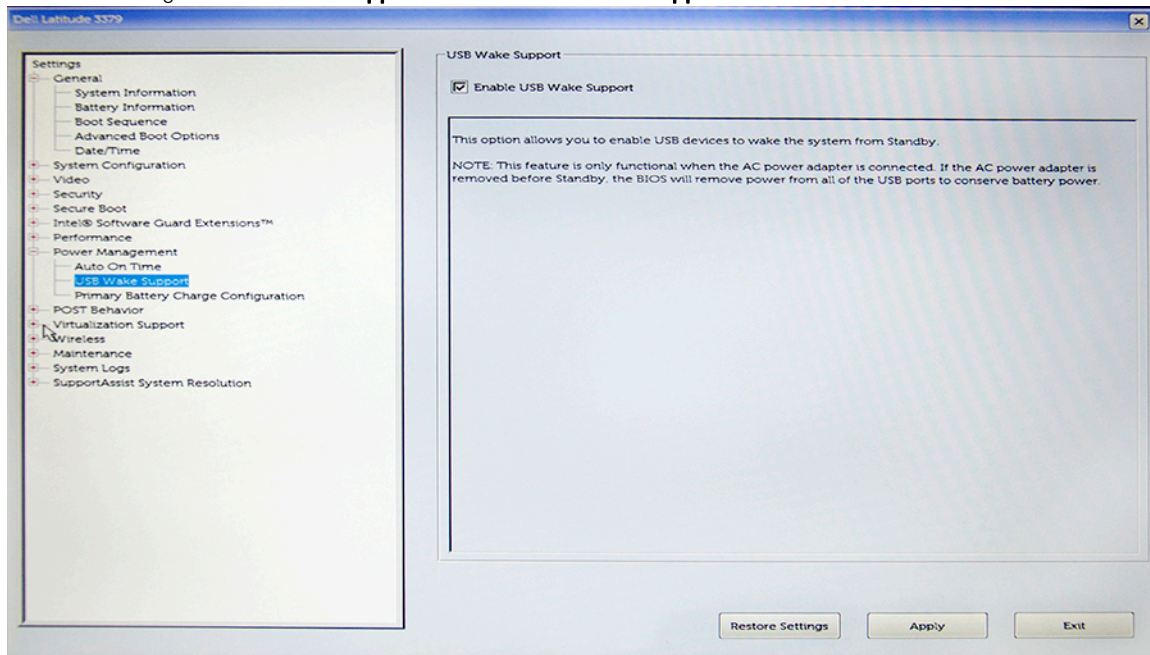 Dell Latitude 3379
Settings
General
System Information
Battery Information
Boot Sequence
Advanced Boot Options
Date/Time
System Configuration
Video
Security
Secure Boot
Intel® Software Guard Extensions™
Performance
Power Management
Auto On Time
USB Wake Support
Primary Battery Charge Configuration
POST Behavior
Virtualization Support
Wireless
Maintenance
System Logs
SupportAssist System Resolution
USB Wake Support
Enable USB Wake Support
This option allows you to enable USB devices to wake the system from Standby.
NOTE: This feature is only functional when the AC power adapter is connected. If the AC power adapter is
removed before Standby, the BIOS will remove power from all of the USB ports to conserve battery power.
Restore Settings Apply Exit